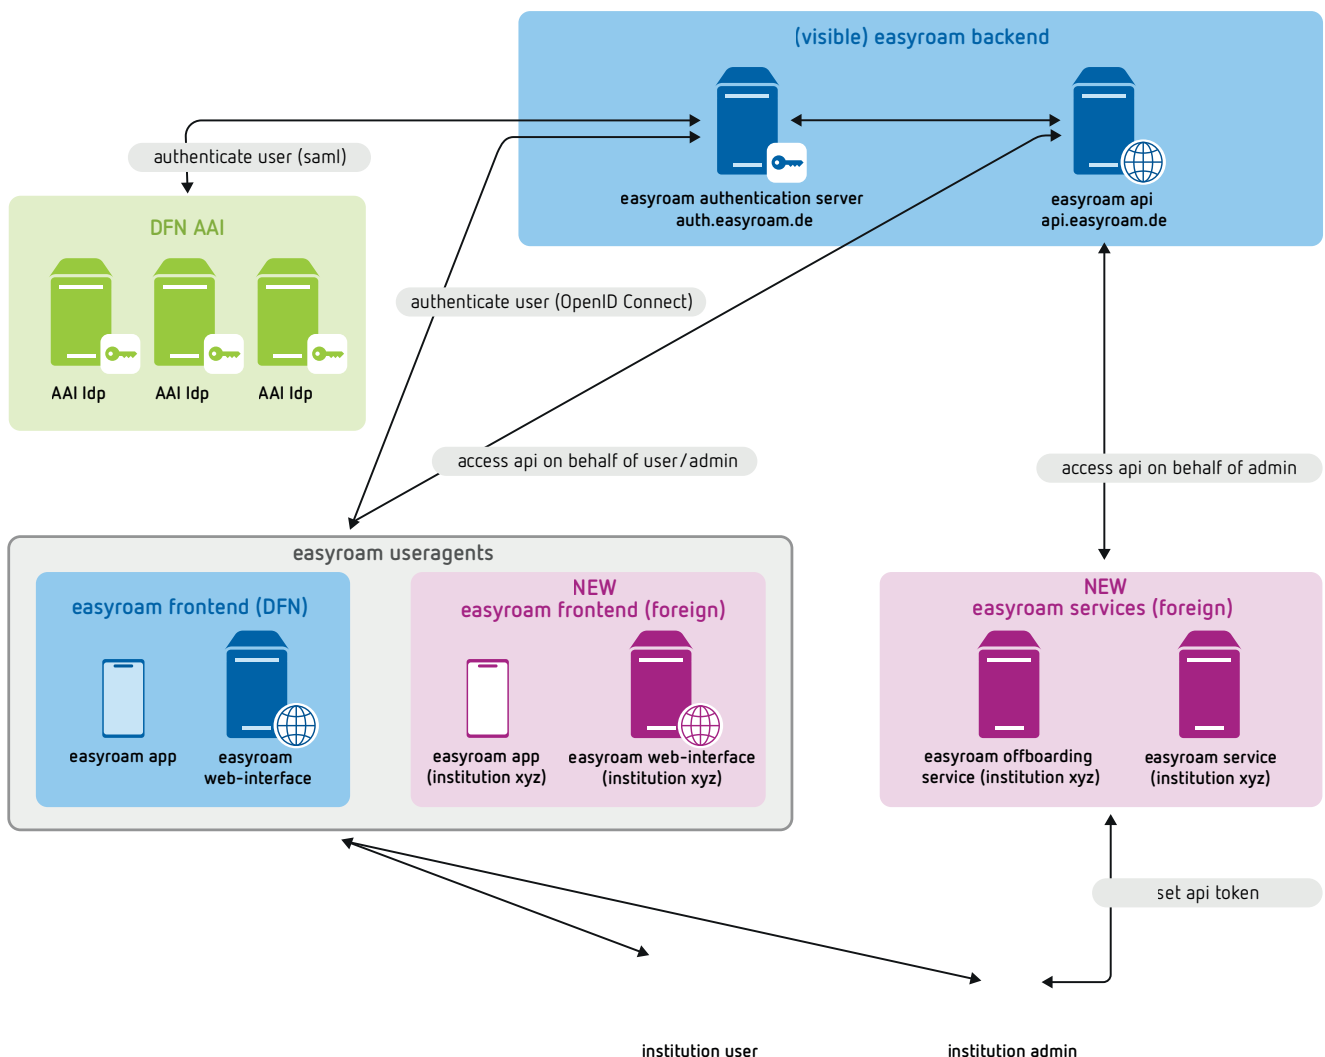 (visible) easyroam backend
authenticate user (saml)
easyroam authentication server
auth.easyroam.de
easyroam api
api.easyroam.de
DFN AAI
AAI Idp
AAI Idp
AAI Idp
authenticate user (OpenID Connect)
access api on behalf of user/admin
access api on behalf of admin
easyroam useragents
easyroam frontend (DFN)
easyroam app
easyroam
web-interface
NEW
easyroam frontend (foreign)
easyroam app
(institution xyz)
easyroam web-interface
(institution xyz)
NEW
easyroam services (foreign)
easyroam offboarding
service (institution xyz)
easyroam service
(institution xyz)
set api token
institution user
institution admin